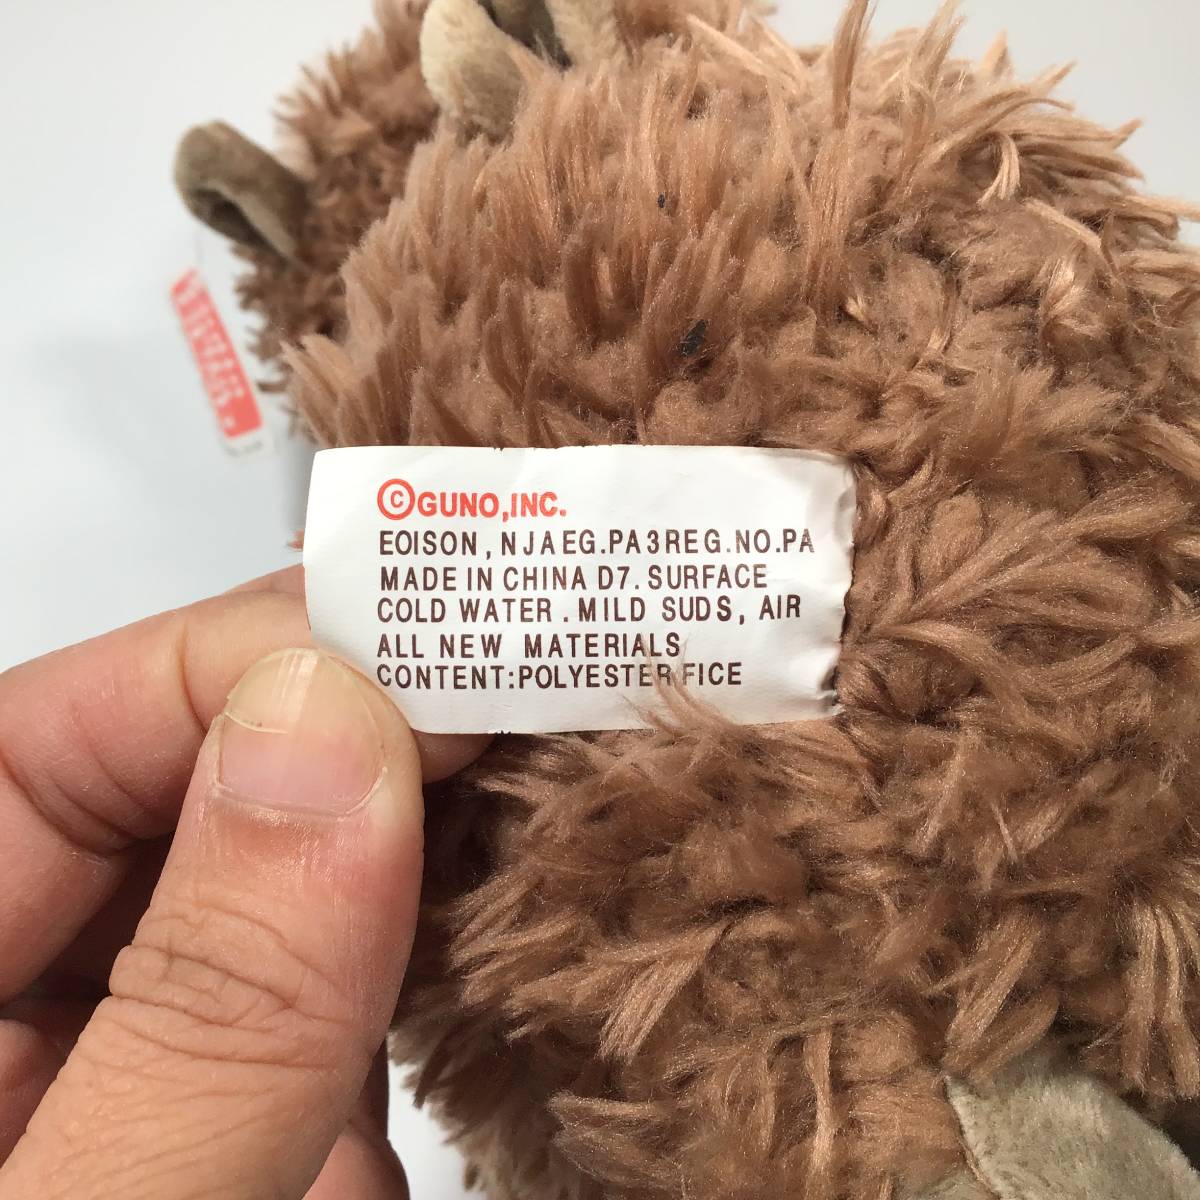 ©GUNO,INC.
EOISON,NJAEG.PA3REG.NO.PA
MADE IN CHINA D7.SURFACE
COLD WATER.MILD SUDS, AIR
ALL NEW MATERIALS
CONTENT:POLYESTER FICE